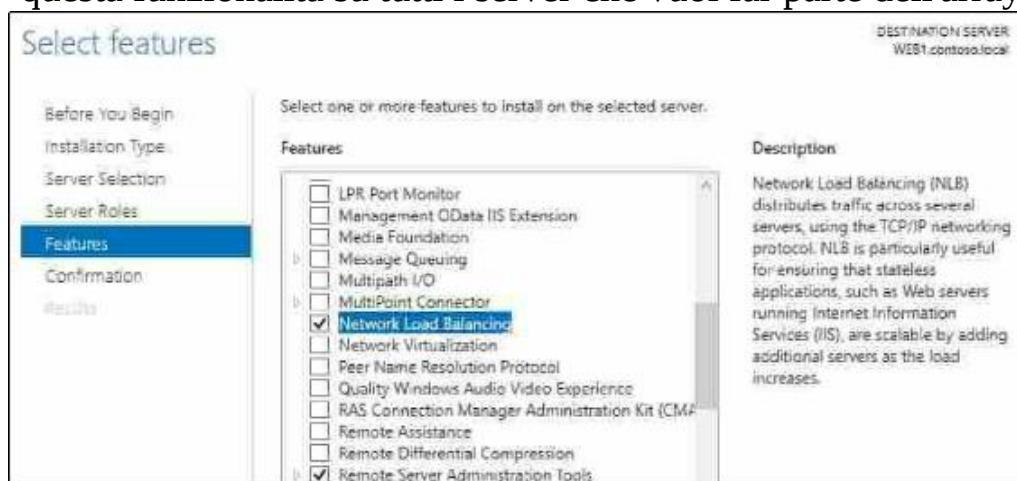 questa funzionalità su tutti i server che vuoi far parte dell'array
Select features
DESTINATION SERVER
WEB1.contoso.local
Before You Begin
Installation Type
Server Selection
Server Roles
Features
Confirmation
Results
Select one or more features to install on the selected server.
Features
LPR Port Monitor
Management OData IIS Extension
Media Foundation
Message Queuing
Multipath I/O
MultiPoint Connector
Network Load Balancing
Network Virtualization
Peer Name Resolution Protocol
Quality Windows Audio Video Experience
RAS Connection Manager Administration Kit (CMA
Remote Assistance
Remote Differential Compression
Remote Server Administration Tools
Description
Network Load Balancing (NLB)
distributes traffic across several
servers, using the TCP/IP networking
protocol. NLB is particularly useful
for ensuring that stateless
applications, such as Web servers
running Internet Information
Services (IIS), are scalable by adding
additional servers as the load
increases.